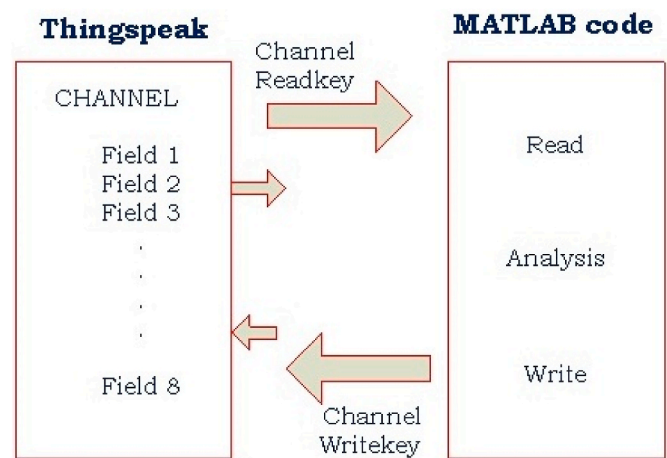 Thingspeak
CHANNEL
Field 1
Field 2
Field 3
.
.
.
.
Field 8
Channel
Readkey
Channel
Writekey
MATLAB code
Read
Analysis
Write